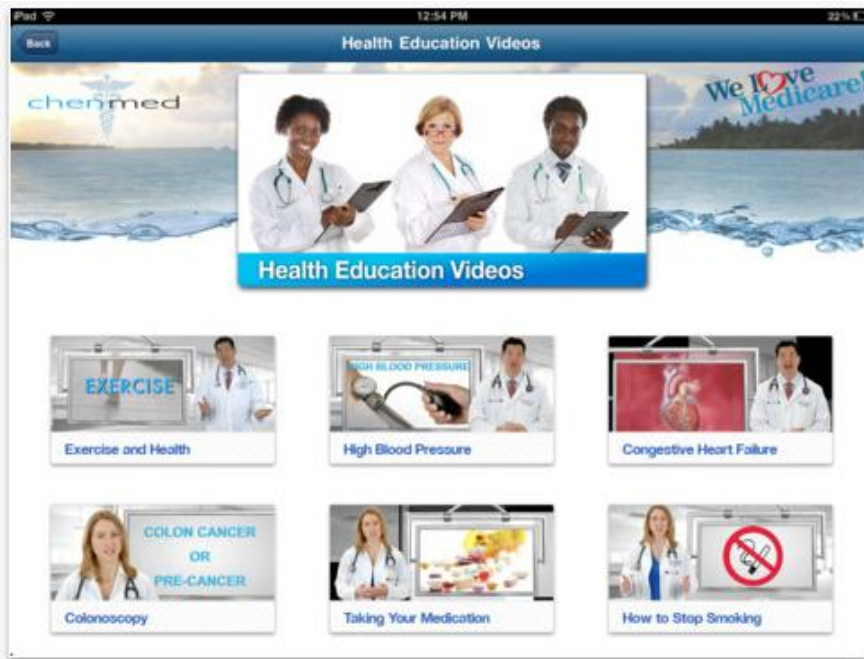 iPad 12:54 PM 22%
Back
Health Education Videos
chenmed
We Love
Medicare!
Health Education Videos
EXERCISE
HIGH BLOOD PRESSURE
Exercise and Health
High Blood Pressure
Congestive Heart Failure
COLON CANCER
OR
PRE-CANCER
Colonoscopy
Taking Your Medication
How to Stop Smoking